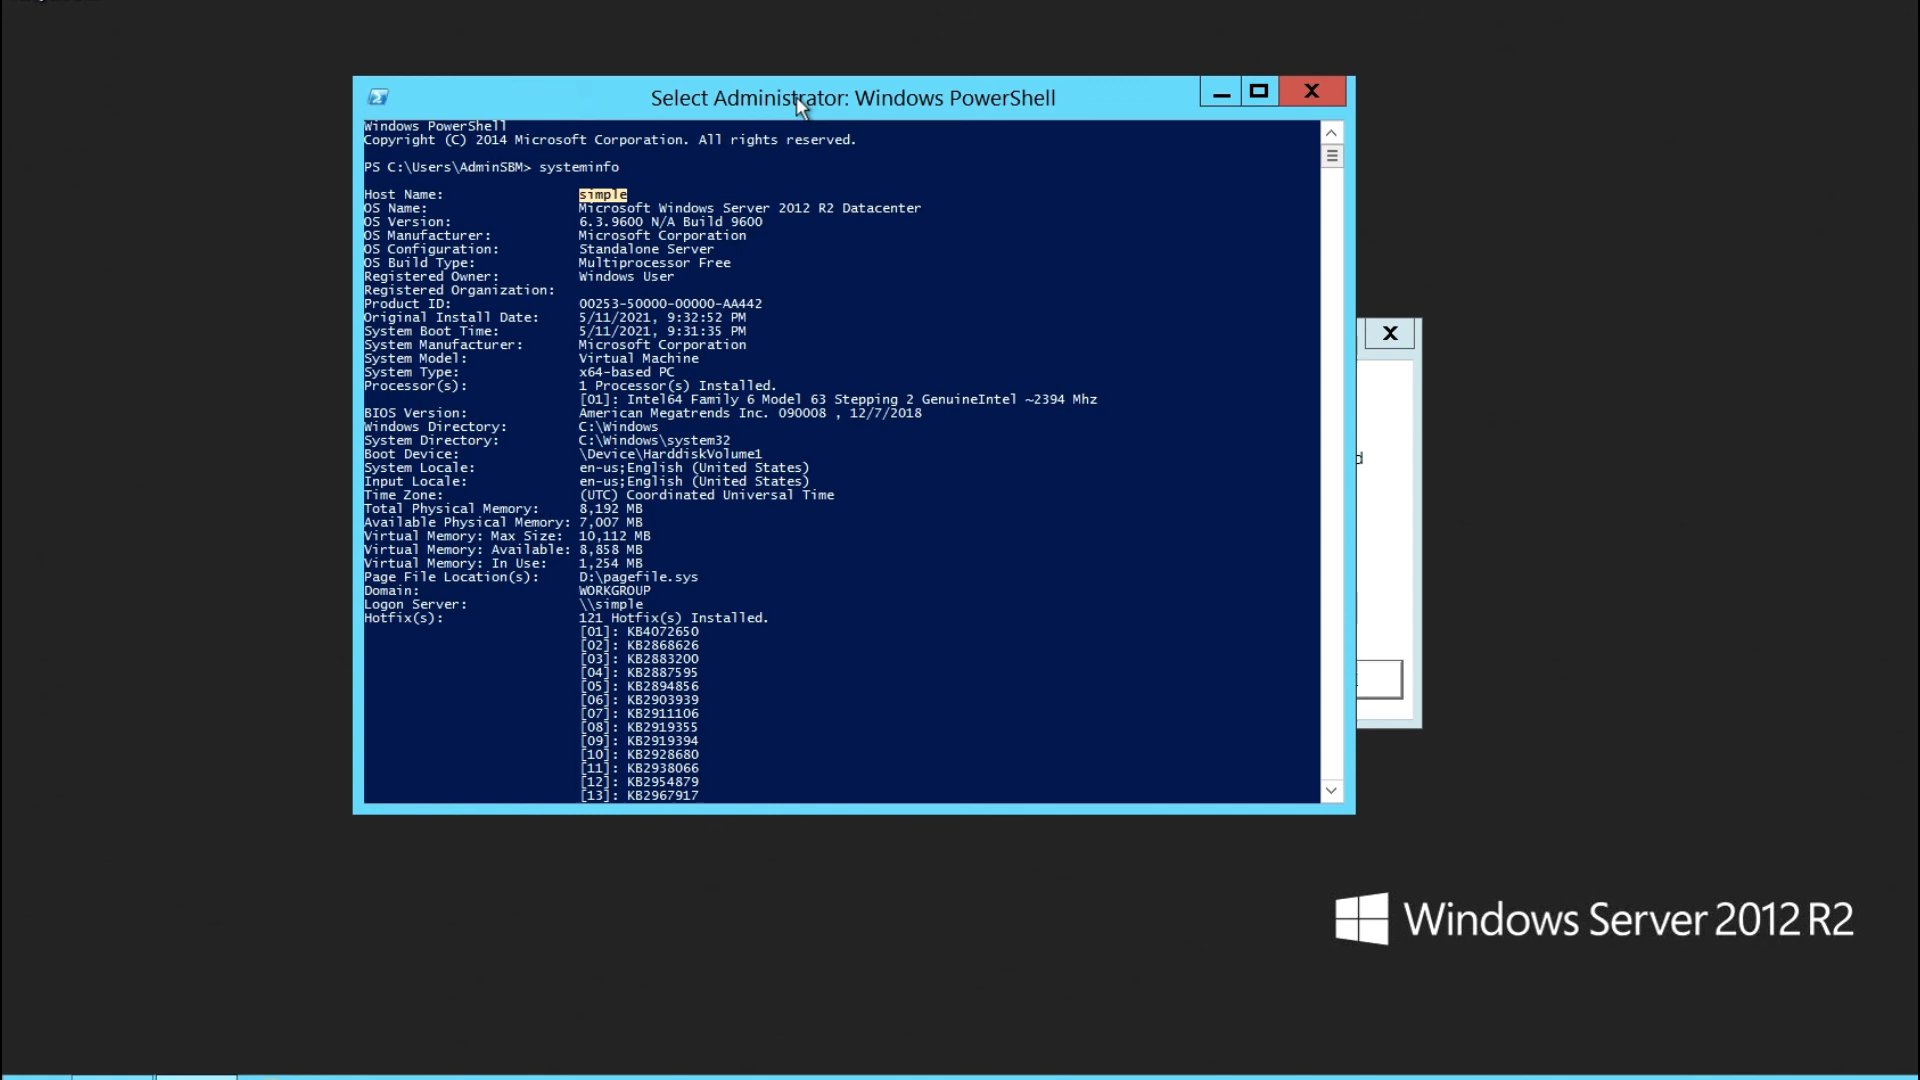 Select Administrator: Windows PowerShell
Windows PowerShell
Copyright (C) 2014 Microsoft Corporation. All rights reserved.
PS C:\Users\AdminSBM> systeminfo
Host Name: simple
OS Name: Microsoft Windows Server 2012 R2 Datacenter
OS Version: 6.3.9600 N/A Build 9600
OS Manufacturer: Microsoft Corporation
OS Configuration: Standalone Server
OS Build Type: Multiprocessor Free
Registered Owner: Windows User
Registered Organization:
Product ID: 00253-50000-00000-AA442
Original Install Date: 5/11/2021, 9:32:52 PM
System Boot Time: 5/11/2021, 9:31:35 PM
System Manufacturer: Microsoft Corporation
System Model: Virtual Machine
System Type: x64-based PC
Processor(s): 1 Processor(s) Installed.
[01]: Intel64 Family 6 Model 63 Stepping 2 GenuineIntel ~2394 Mhz
BIOS Version: American Megatrends Inc. 090008 , 12/7/2018
Windows Directory: C:\Windows
System Directory: C:\Windows\system32
Boot Device: \Device\HarddiskVolume1
System Locale: en-us;English (United States)
Input Locale: en-us;English (United States)
Time Zone: (UTC) Coordinated Universal Time
Total Physical Memory: 8,192 MB
Available Physical Memory: 7,007 MB
Virtual Memory: Max Size: 10,112 MB
Virtual Memory: Available: 8,858 MB
Virtual Memory: In Use: 1,254 MB
Page File Location(s): D:\pagefile.sys
Domain: WORKGROUP
Logon Server: \\simple
Hotfix(s): 121 Hotfix(s) Installed.
[01]: KB4072650
[02]: KB2868626
[03]: KB2883200
[04]: KB2887595
[05]: KB2894856
[06]: KB2903939
[07]: KB2911106
[08]: KB2919355
[09]: KB2919394
[10]: KB2928680
[11]: KB2938066
[12]: KB2954879
[13]: KB2967917
Windows Server 2012 R2